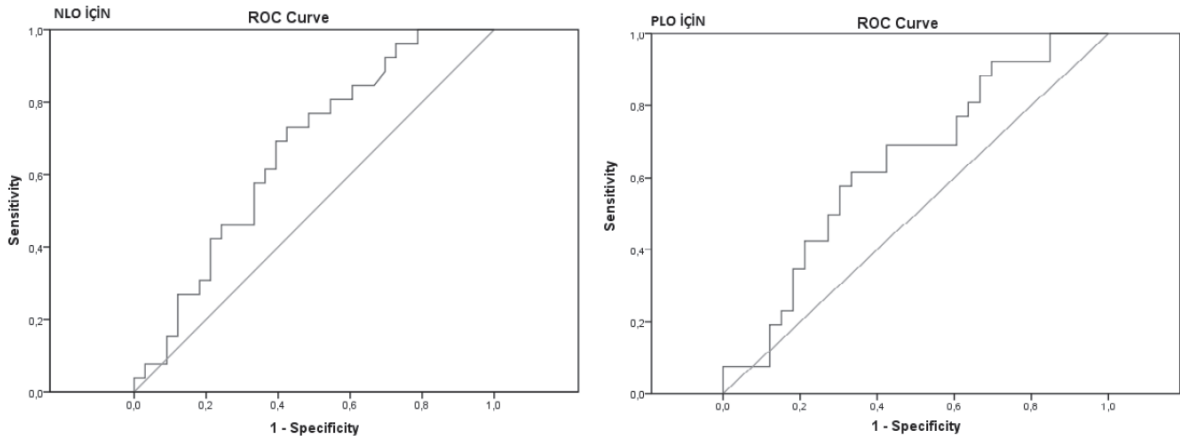 NLO İÇİN
ROC Curve
1,0
0,8
0,6
0,4
0,2
0,0
Sensitivity
0,0 0,2 0,4 0,6 0,8 1,0
1 - Specificity
PLO İÇİN
ROC Curve
1,0
0,8
0,6
0,4
0,2
0,0
Sensitivity
0,0 0,2 0,4 0,6 0,8 1,0
1 - Specificity